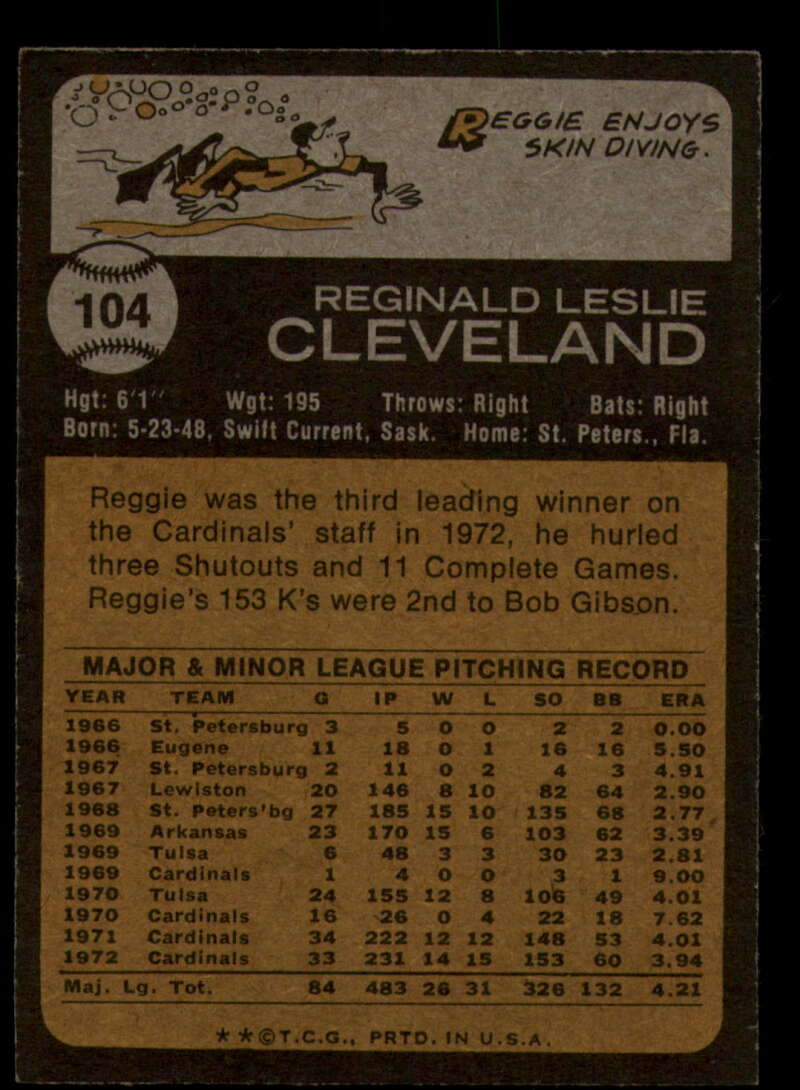 REGGIE ENJOYS
SKIN DIVING.
104
REGINALD LESLIE
CLEVELAND
Hgt: 6'1" Wgt: 195 Throws: Right Bats: Right
Born: 5-23-48, Swift Current, Sask. Home: St. Peters., Fla.
Reggie was the third leading winner on
the Cardinals' staff in 1972, he hurled
three Shutouts and 11 Complete Games.
Reggie's 153 K's were 2nd to Bob Gibson.
MAJOR & MINOR LEAGUE PITCHING RECORD
YEAR TEAM G IP W L SO BB ERA
1966 St. Petersburg 3 5 0 0 2 2 0.00
1966 Eugene 11 18 0 1 16 16 5.50
1967 St. Petersburg 2 11 0 2 4 3 4.91
1967 Lewiston 20 146 8 10 82 64 2.90
1968 St. Peters'bg 27 185 15 10 135 68 2.77
1969 Arkansas 23 170 15 6 103 62 3.39
1969 Tulsa 6 48 3 3 30 23 2.81
1969 Cardinals 1 4 0 0 3 1 9.00
1970 Tulsa 24 155 12 8 106 49 4.01
1970 Cardinals 16 26 0 4 22 18 7.62
1971 Cardinals 34 222 12 12 148 53 4.01
1972 Cardinals 33 231 14 15 153 60 3.94
Maj. Lg. Tot. 84 483 26 31 326 132 4.21
**©T.C.G., PRTD. IN U.S.A.